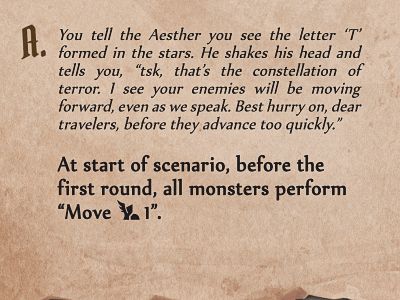 A. You tell the Aesther you see the letter ‘T’
formed in the stars. He shakes his head and
tells you, “tsk, that’s the constellation of
terror. I see your enemies will be moving
forward, even as we speak. Best hurry on, dear
travelers, before they advance too quickly.”
At start of scenario, before the
first round, all monsters perform
“Move 1”.